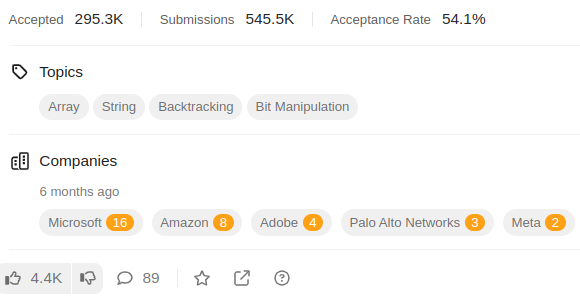 Accepted 295.3K Submissions 545.5K Acceptance Rate 54.1%
Topics
Array String Backtracking Bit Manipulation
Companies
6 months ago
Microsoft 16 Amazon 8 Adobe 4 Palo Alto Networks 3 Meta 2
4.4K 89